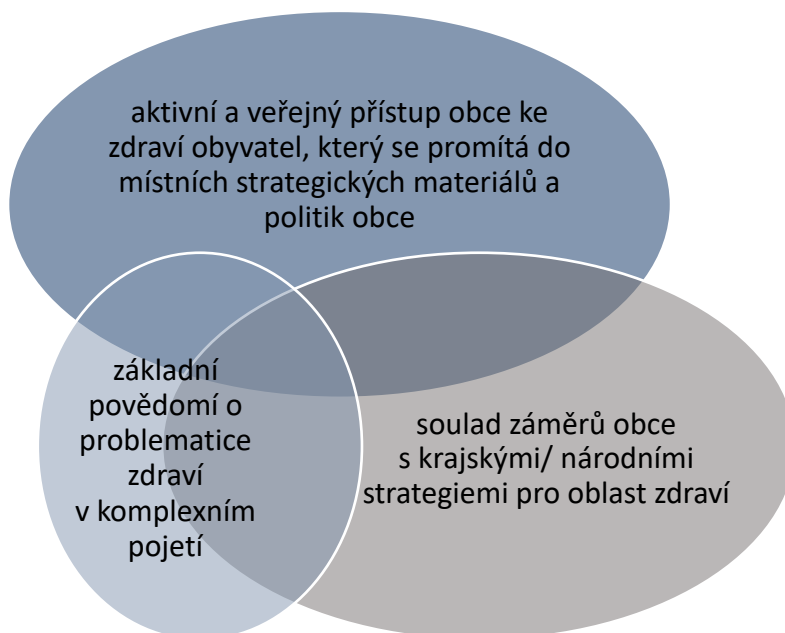 aktivní a veřejný přístup obce ke
zdraví obyvatel, který se promítá do
místních strategických materiálů a
politik obce
základní
povědomí o
problematice
zdraví
v komplexním
pojetí
soulad záměrů obce
s krajskými/ národními
strategiemi pro oblast zdraví